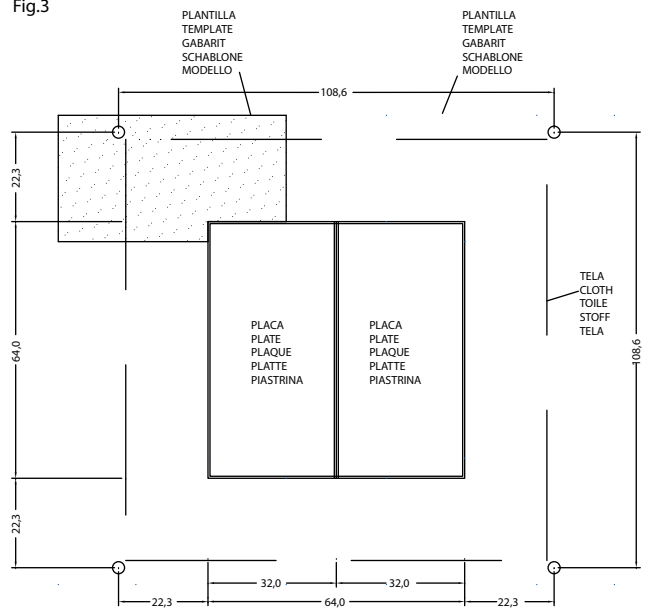 Fig.3
PLANTILLA
TEMPLATE
GABARIT
SCHABLONE
MODELLO
PLANTILLA
TEMPLATE
GABARIT
SCHABLONE
MODELLO
108,6
22,3
64,0
22,3
PLACA
PLATE
PLAQUE
PLATTE
PIASTRINA
PLACA
PLATE
PLAQUE
PLATTE
PIASTRINA
TELA
CLOTH
TOILE
STOFF
TELA
108,6
32,0
32,0
22,3
64,0
22,3